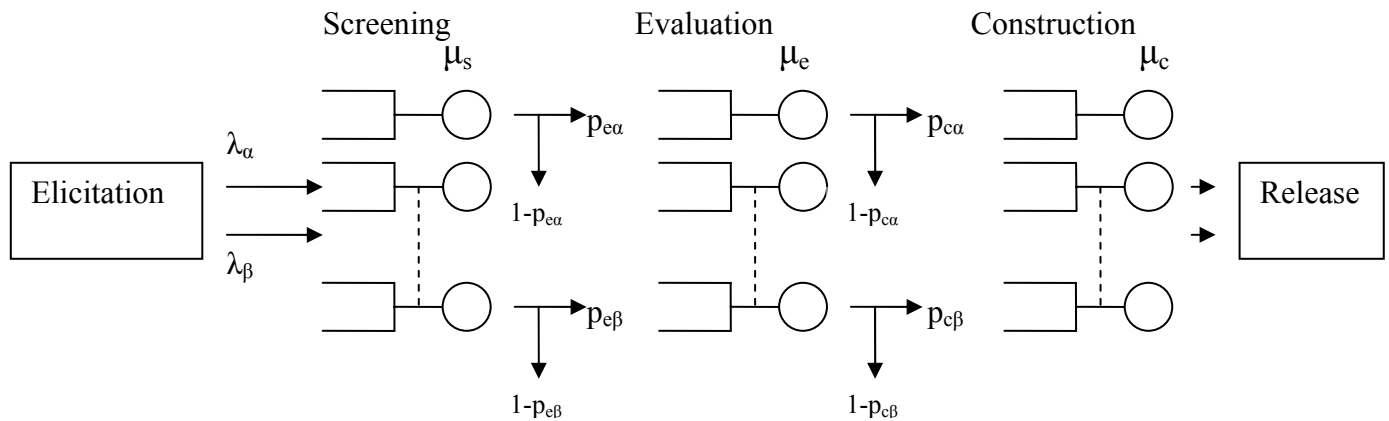 Screening
Evaluation
Construction
μs
μe
μc
λα
peα
pcα
Elicitation
Release
1-peα
1-pcα
λβ
peβ
pcβ
1-peβ
1-pcβ